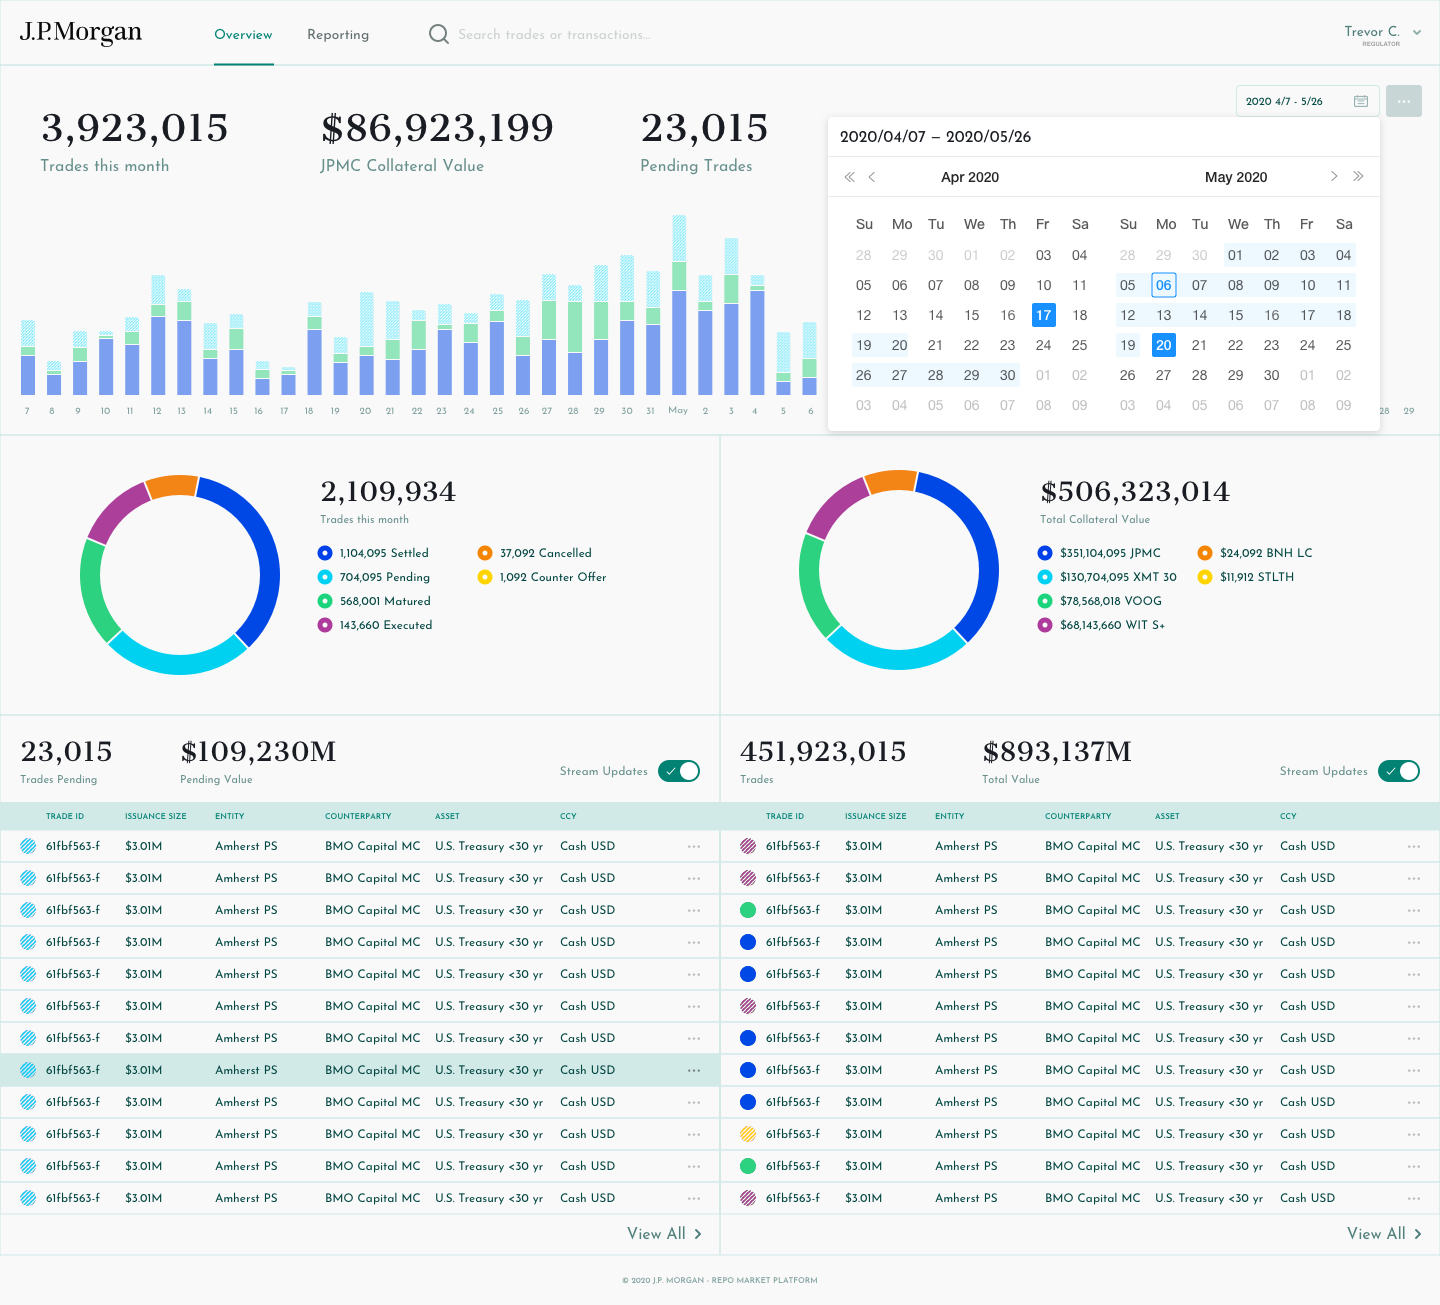 J.P.Morgan Overview Reporting Search trades or transactions... Trevor C.
REGULATOR
2020 4/7 - 5/26
3,923,015 $86,923,199 23,015
Trades this month JPMC Collateral Value Pending Trades
2020/04/07 – 2020/05/26
Apr 2020 May 2020
Su Mo Tu We Th Fr Sa Su Mo Tu We Th Fr Sa
28 29 30 01 02 03 04 28 29 30 01 02 03 04
05 06 07 08 09 10 11 05 06 07 08 09 10 11
12 13 14 15 16 17 18 12 13 14 15 16 17 18
19 20 21 22 23 24 25 19 20 21 22 23 24 25
26 27 28 29 30 01 02 26 27 28 29 30 01 02
03 04 05 06 07 08 09 03 04 05 06 07 08 09
7 8 9 10 11 12 13 14 15 16 17 18 19 20 21 22 23 24 25 26 27 28 29 30 31 May 2 3 4 5 6 28 29
2,109,934
Trades this month
1,104,095 Settled 37,092 Cancelled
704,095 Pending 1,092 Counter Offer
568,001 Matured
143,660 Executed
$506,323,014
Total Collateral Value
$351,104,095 JPMC $24,092 BNH LC
$130,704,095 XMT 30 $11,912 STLTH
$78,568,018 VOOG
$68,143,660 WIT S+
23,015 $109,230M
Trades Pending Pending Value Stream Updates
TRADE ID ISSUANCE SIZE ENTITY COUNTERPARTY ASSET CCY
61fbf563-f $3.01M Amherst PS BMO Capital MC U.S. Treasury <30 yr Cash USD
61fbf563-f $3.01M Amherst PS BMO Capital MC U.S. Treasury <30 yr Cash USD
61fbf563-f $3.01M Amherst PS BMO Capital MC U.S. Treasury <30 yr Cash USD
61fbf563-f $3.01M Amherst PS BMO Capital MC U.S. Treasury <30 yr Cash USD
61fbf563-f $3.01M Amherst PS BMO Capital MC U.S. Treasury <30 yr Cash USD
61fbf563-f $3.01M Amherst PS BMO Capital MC U.S. Treasury <30 yr Cash USD
61fbf563-f $3.01M Amherst PS BMO Capital MC U.S. Treasury <30 yr Cash USD
61fbf563-f $3.01M Amherst PS BMO Capital MC U.S. Treasury <30 yr Cash USD
61fbf563-f $3.01M Amherst PS BMO Capital MC U.S. Treasury <30 yr Cash USD
61fbf563-f $3.01M Amherst PS BMO Capital MC U.S. Treasury <30 yr Cash USD
61fbf563-f $3.01M Amherst PS BMO Capital MC U.S. Treasury <30 yr Cash USD
61fbf563-f $3.01M Amherst PS BMO Capital MC U.S. Treasury <30 yr Cash USD
View All
451,923,015 $893,137M
Trades Total Value Stream Updates
TRADE ID ISSUANCE SIZE ENTITY COUNTERPARTY ASSET CCY
61fbf563-f $3.01M Amherst PS BMO Capital MC U.S. Treasury <30 yr Cash USD
61fbf563-f $3.01M Amherst PS BMO Capital MC U.S. Treasury <30 yr Cash USD
61fbf563-f $3.01M Amherst PS BMO Capital MC U.S. Treasury <30 yr Cash USD
61fbf563-f $3.01M Amherst PS BMO Capital MC U.S. Treasury <30 yr Cash USD
61fbf563-f $3.01M Amherst PS BMO Capital MC U.S. Treasury <30 yr Cash USD
61fbf563-f $3.01M Amherst PS BMO Capital MC U.S. Treasury <30 yr Cash USD
61fbf563-f $3.01M Amherst PS BMO Capital MC U.S. Treasury <30 yr Cash USD
61fbf563-f $3.01M Amherst PS BMO Capital MC U.S. Treasury <30 yr Cash USD
61fbf563-f $3.01M Amherst PS BMO Capital MC U.S. Treasury <30 yr Cash USD
61fbf563-f $3.01M Amherst PS BMO Capital MC U.S. Treasury <30 yr Cash USD
61fbf563-f $3.01M Amherst PS BMO Capital MC U.S. Treasury <30 yr Cash USD
61fbf563-f $3.01M Amherst PS BMO Capital MC U.S. Treasury <30 yr Cash USD
View All
© 2020 J.P. MORGAN - REPO MARKET PLATFORM